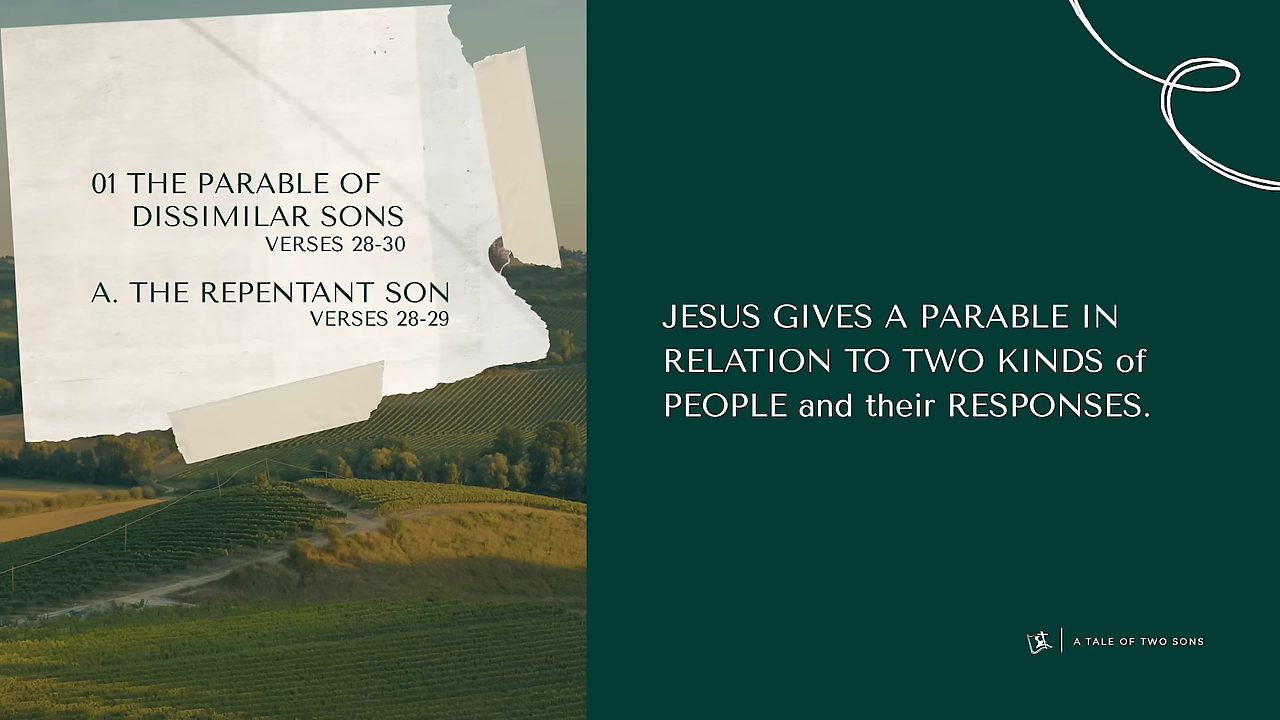 01 THE PARABLE OF
DISSIMILAR SONS
VERSES 28-30
A. THE REPENTANT SON
VERSES 28-29
JESUS GIVES A PARABLE IN
RELATION TO TWO KINDS of
PEOPLE and their RESPONSES.
A TALE OF TWO SONS